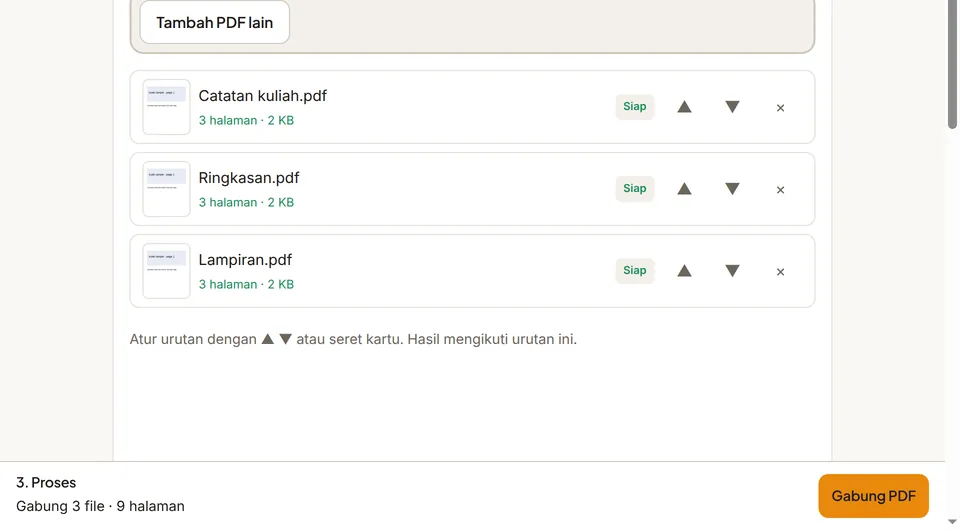 Tambah PDF lain
Catatan kuliah.pdf
3 halaman · 2 KB
Siap ▲ ▼ ×
Ringkasan.pdf
3 halaman · 2 KB
Siap ▲ ▼ ×
Lampiran.pdf
3 halaman · 2 KB
Siap ▲ ▼ ×
Atur urutan dengan ▲ ▼ atau seret kartu. Hasil mengikuti urutan ini.
3. Proses
Gabung 3 file · 9 halaman
Gabung PDF